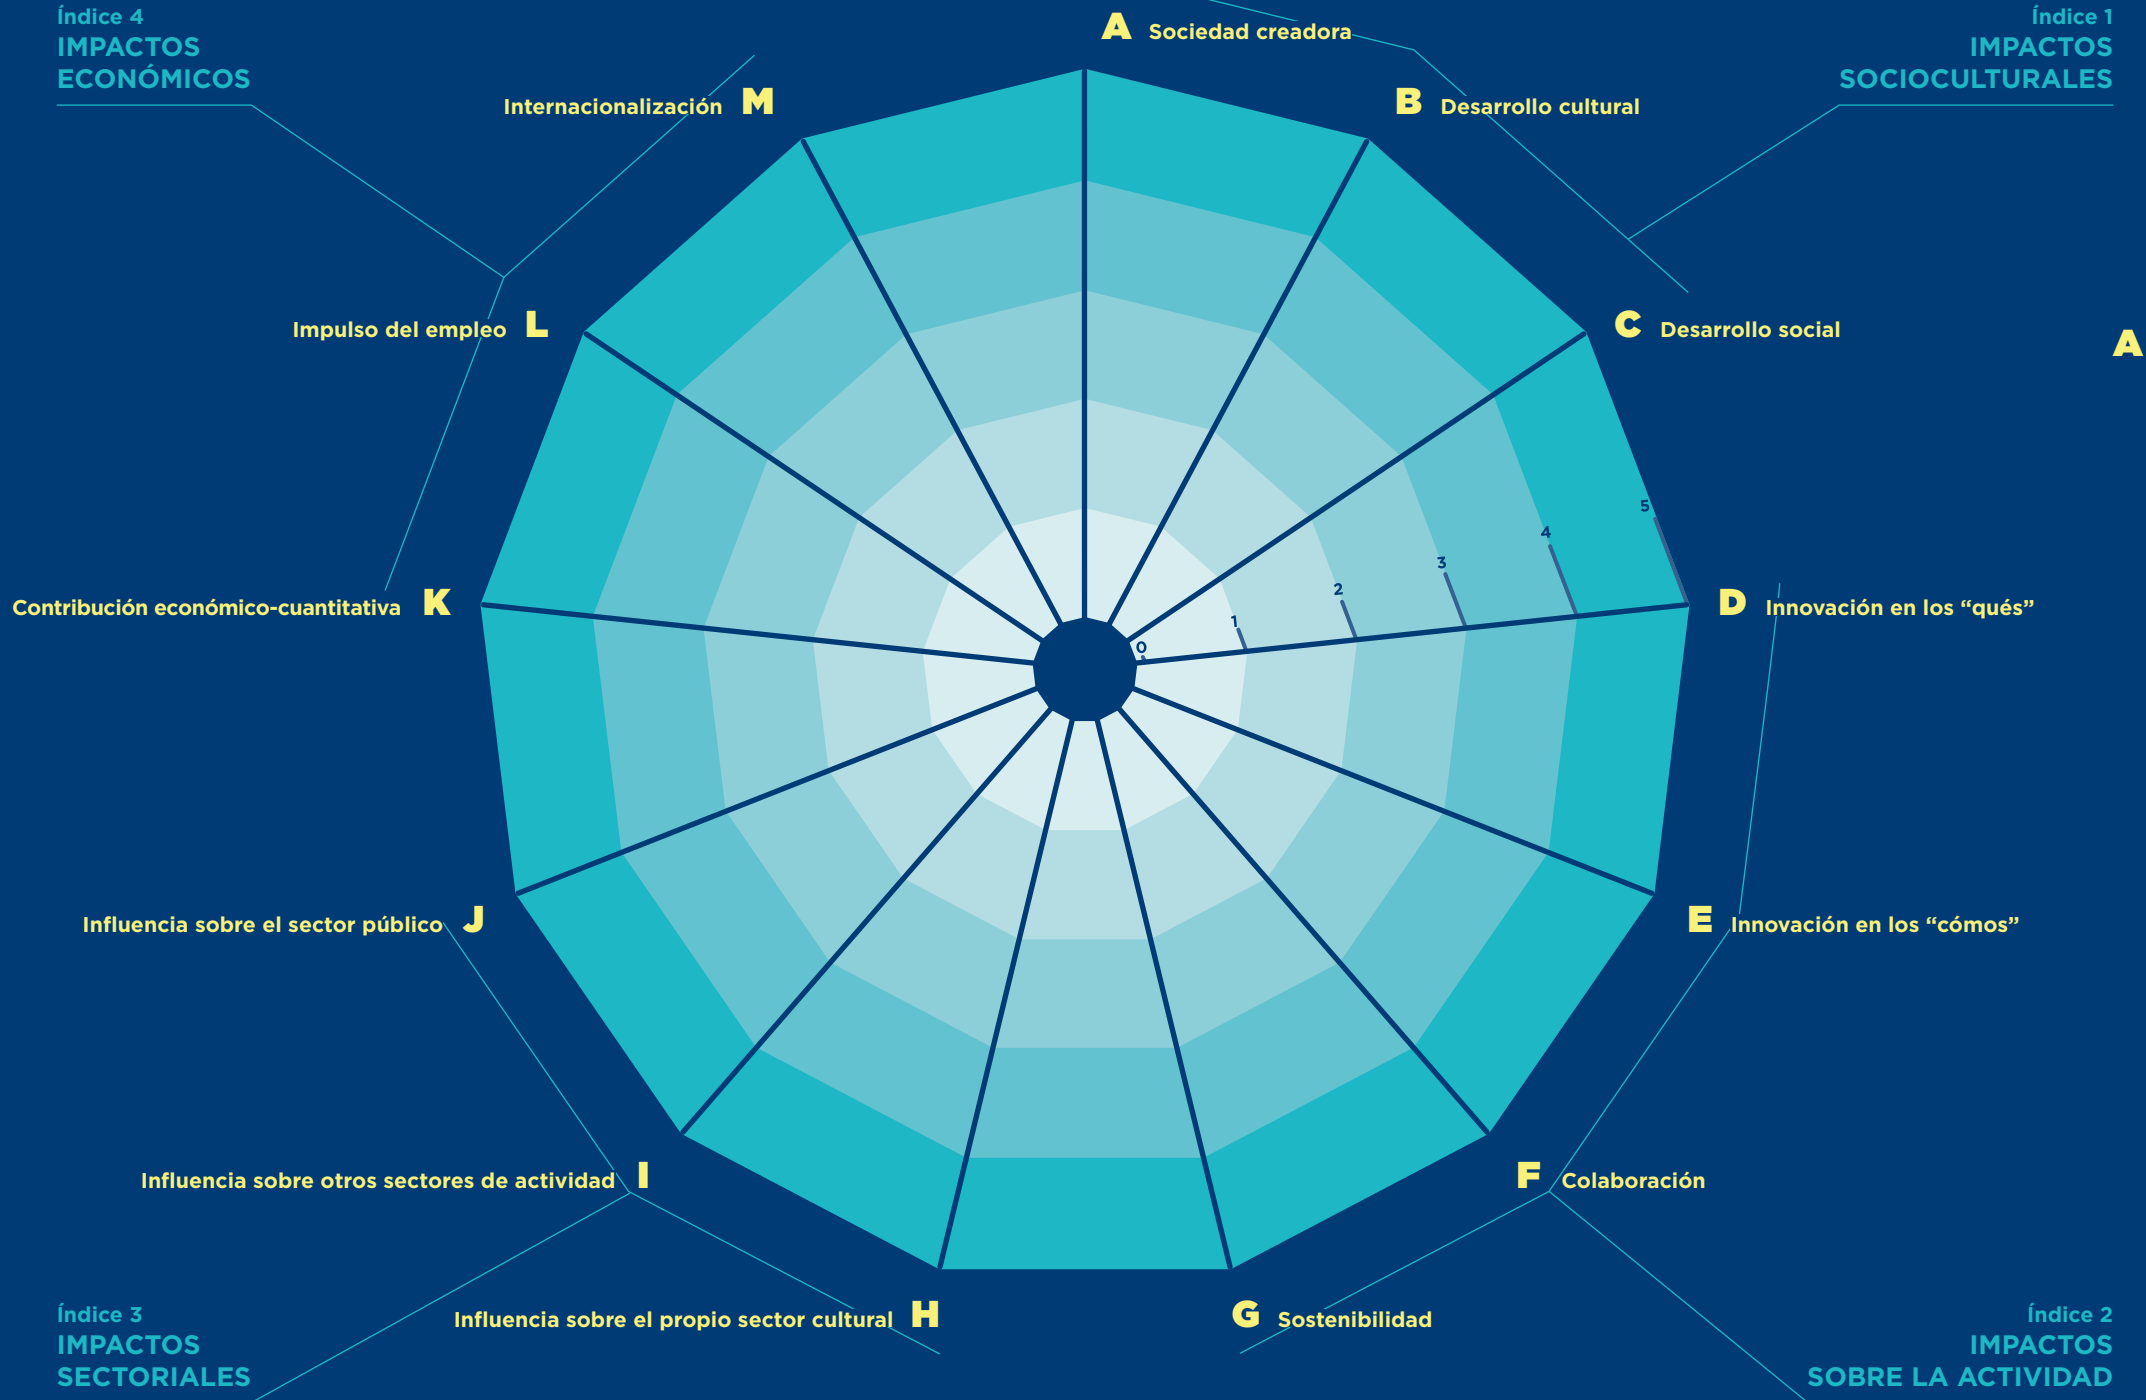 Índice 4
IMPACTOS
ECONÓMICOS
Índice 1
IMPACTOS
SOCIOCULTURALES
A Sociedad creadora
B Desarrollo cultural
C Desarrollo social
D Innovación en los “qués”
E Innovación en los “cómos”
F Colaboración
G Sostenibilidad
Influencia sobre el propio sector cultural H
Influencia sobre otros sectores de actividad I
Influencia sobre el sector público J
Contribución económico-cuantitativa K
Impulso del empleo L
Internacionalización M
0
1
2
3
4
5
A
Índice 3
IMPACTOS
SECTORIALES
Índice 2
IMPACTOS
SOBRE LA ACTIVIDAD